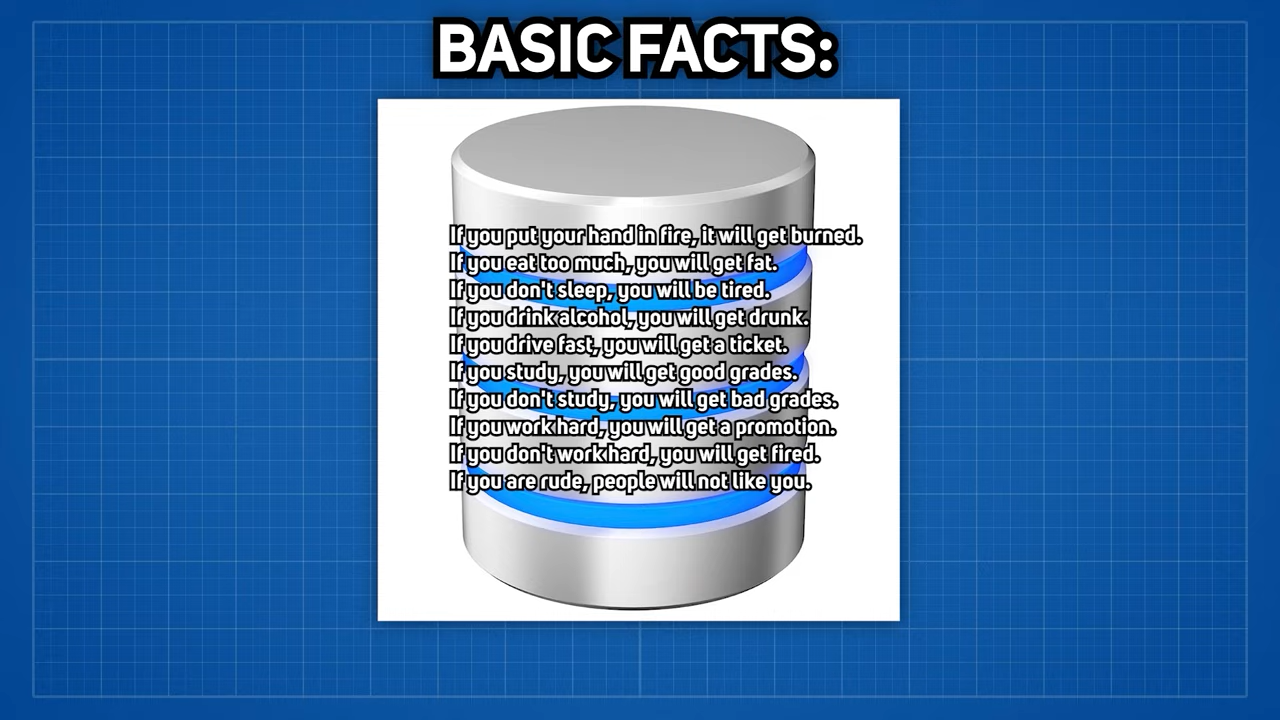 BASIC FACTS:
If you put your hand in fire, it will get burned.
If you eat too much, you will get fat.
If you don't sleep, you will be tired.
If you drink alcohol, you will get drunk.
If you drive fast, you will get a ticket.
If you study, you will get good grades.
If you don't study, you will get bad grades.
If you work hard, you will get a promotion.
If you don't work hard, you will get fired.
If you are rude, people will not like you.